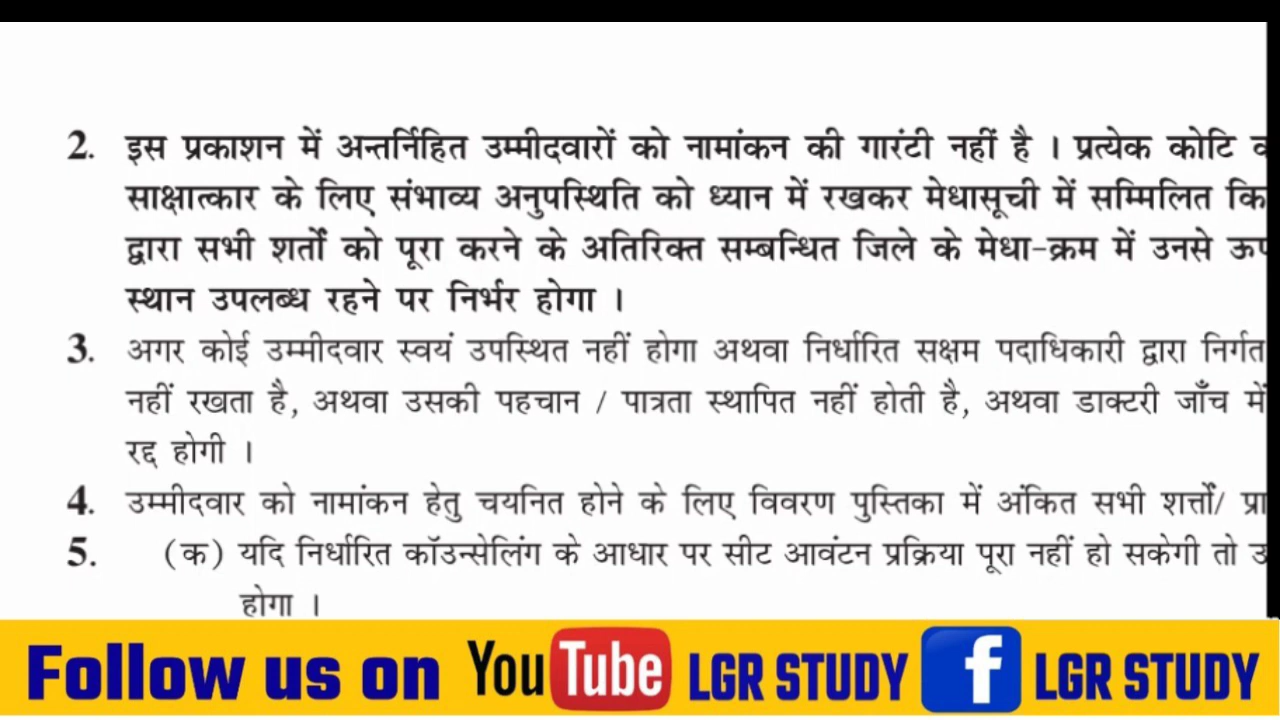 2. इस प्रकाशन में अन्तर्निहित उम्मीदवारों को नामांकन की गारंटी नहीं है । प्रत्येक कोटि
साक्षात्कार के लिए संभाव्य अनुपस्थिति को ध्यान में रखकर मेधासूची में सम्मिलित कि
द्वारा सभी शर्तों को पूरा करने के अतिरिक्त सम्बन्धित जिले के मेधा-क्रम में उनसे
स्थान उपलब्ध रहने पर निर्भर होगा ।
3. अगर कोई उम्मीदवार स्वयं उपस्थित नहीं होगा अथवा निर्धारित सक्षम पदाधिकारी द्वारा निर्गत
नहीं रखता है, अथवा उसकी पहचान / पात्रता स्थापित नहीं होती है, अथवा डाक्टरी जाँच में
रद्द होगी ।
4. उम्मीदवार को नामांकन हेतु चयनित होने के लिए विवरण पुस्तिका में अंकित सभी शर्त्तों/ प्रा
5. (क) यदि निर्धारित कॉउन्सेलिंग के आधार पर सीट आवंटन प्रक्रिया पूरा नहीं हो सकेगी तो
होगा ।
Follow us on YouTube LGR STUDY f LGR STUDY